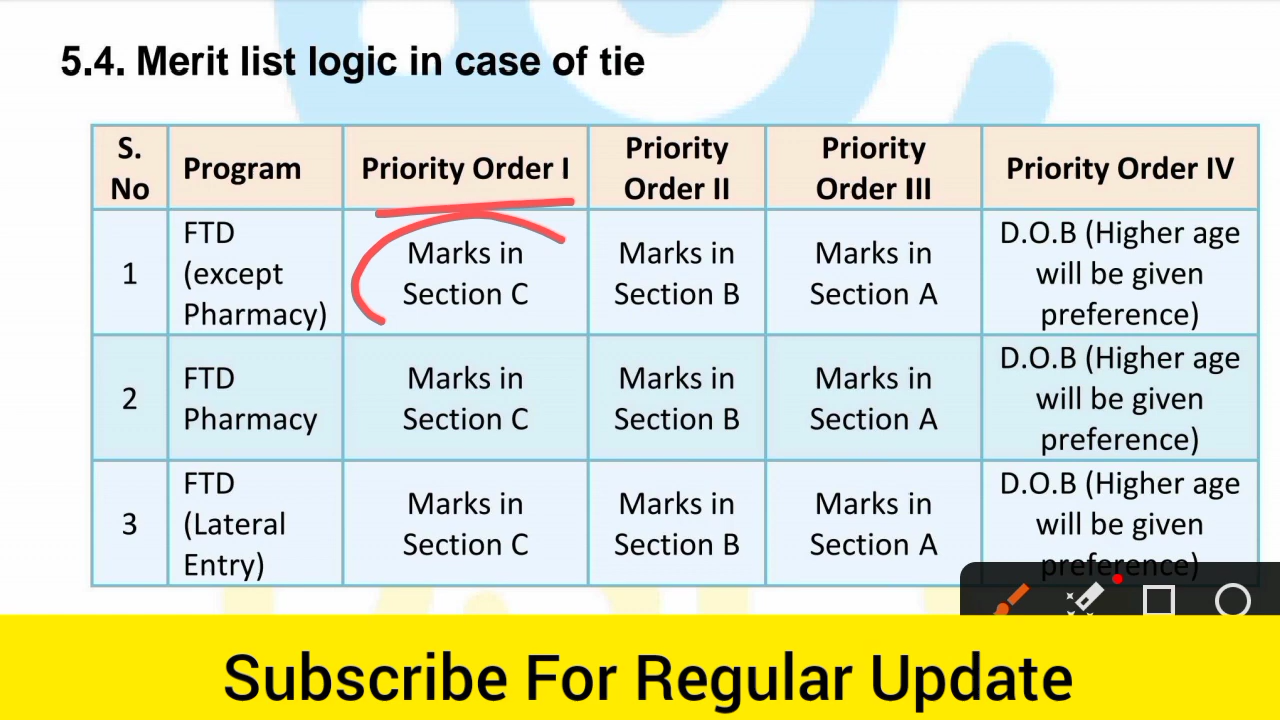 5.4. Merit list logic in case of tie
S. No
Program
Priority Order I
Priority Order II
Priority Order III
Priority Order IV
1
FTD (except Pharmacy)
Marks in Section C
Marks in Section B
Marks in Section A
D.O.B (Higher age will be given preference)
2
FTD Pharmacy
Marks in Section C
Marks in Section B
Marks in Section A
D.O.B (Higher age will be given preference)
3
FTD (Lateral Entry)
Marks in Section C
Marks in Section B
Marks in Section A
D.O.B (Higher age will be given preference)
Subscribe For Regular Update